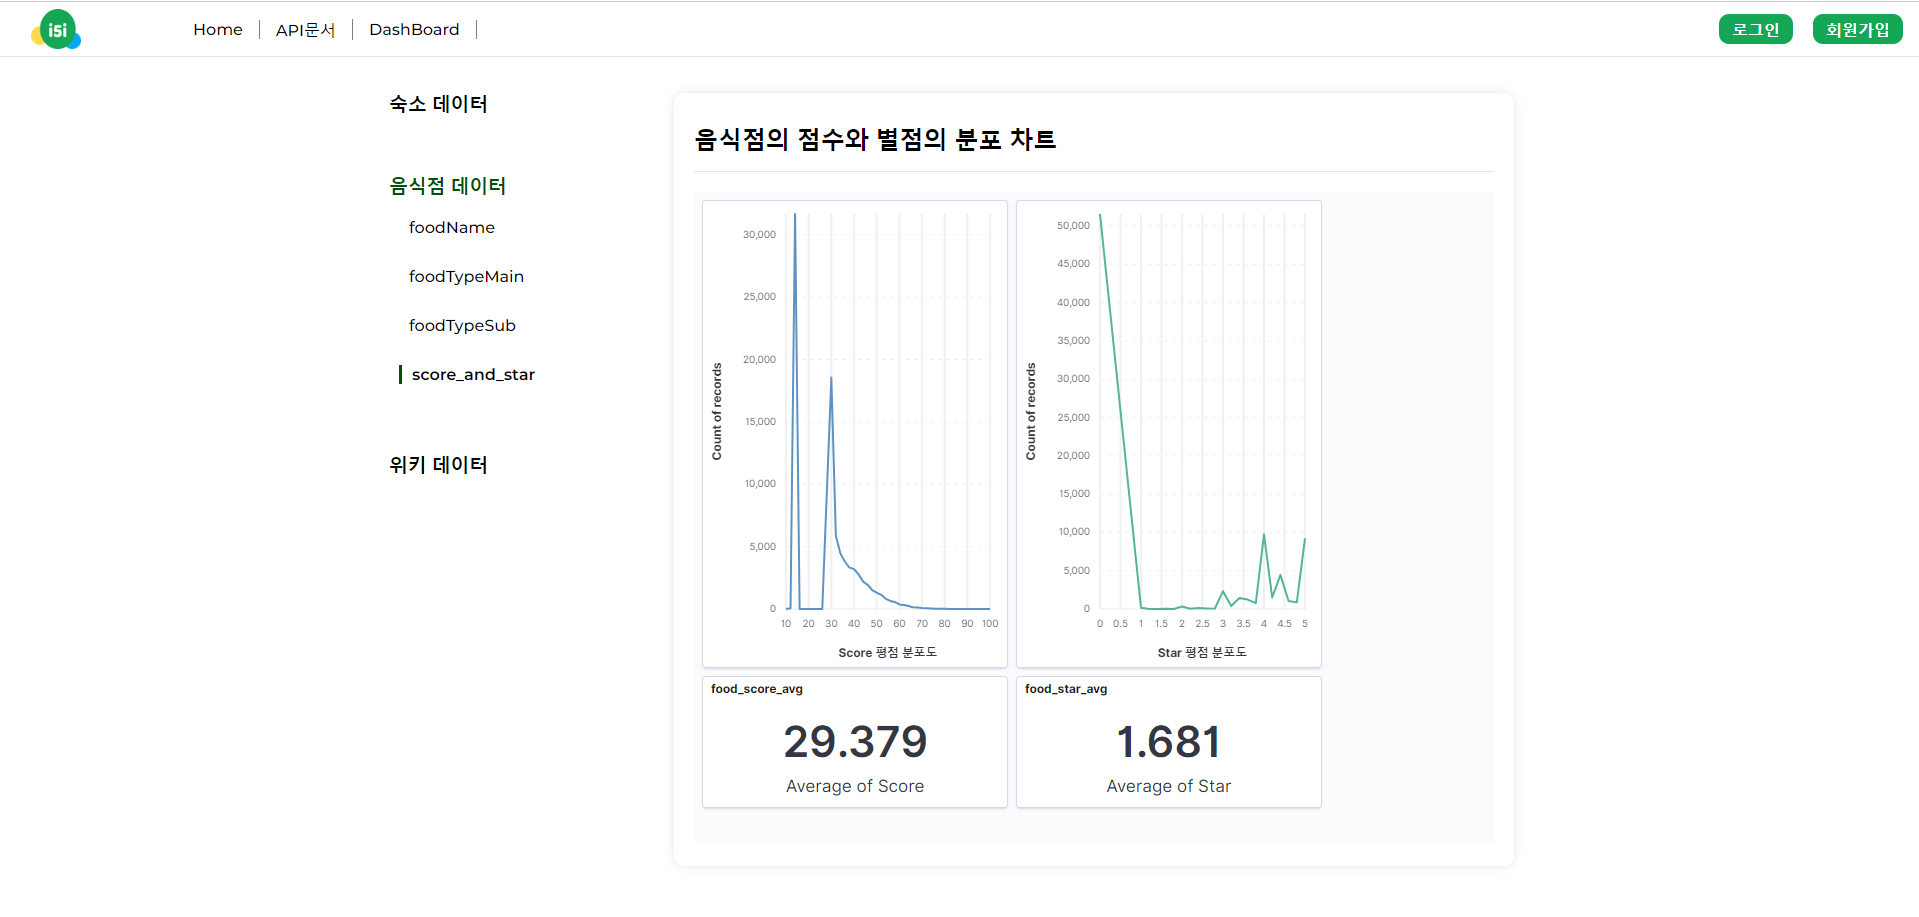 i5i
Home
API문서
DashBoard
로그인
회원가입
숙소 데이터
음식점 데이터
foodName
foodTypeMain
foodTypeSub
score_and_star
위키 데이터
음식점의 점수와 별점의 분포 차트
Count of records
30,000
25,000
20,000
15,000
10,000
5,000
0
10 20 30 40 50 60 70 80 90 100
Score 평점 분포도
Count of records
50,000
45,000
40,000
35,000
30,000
25,000
20,000
15,000
10,000
5,000
0
0 0.5 1 1.5 2 2.5 3 3.5 4 4.5 5
Star 평점 분포도
food_score_avg
29.379
Average of Score
food_star_avg
1.681
Average of Star